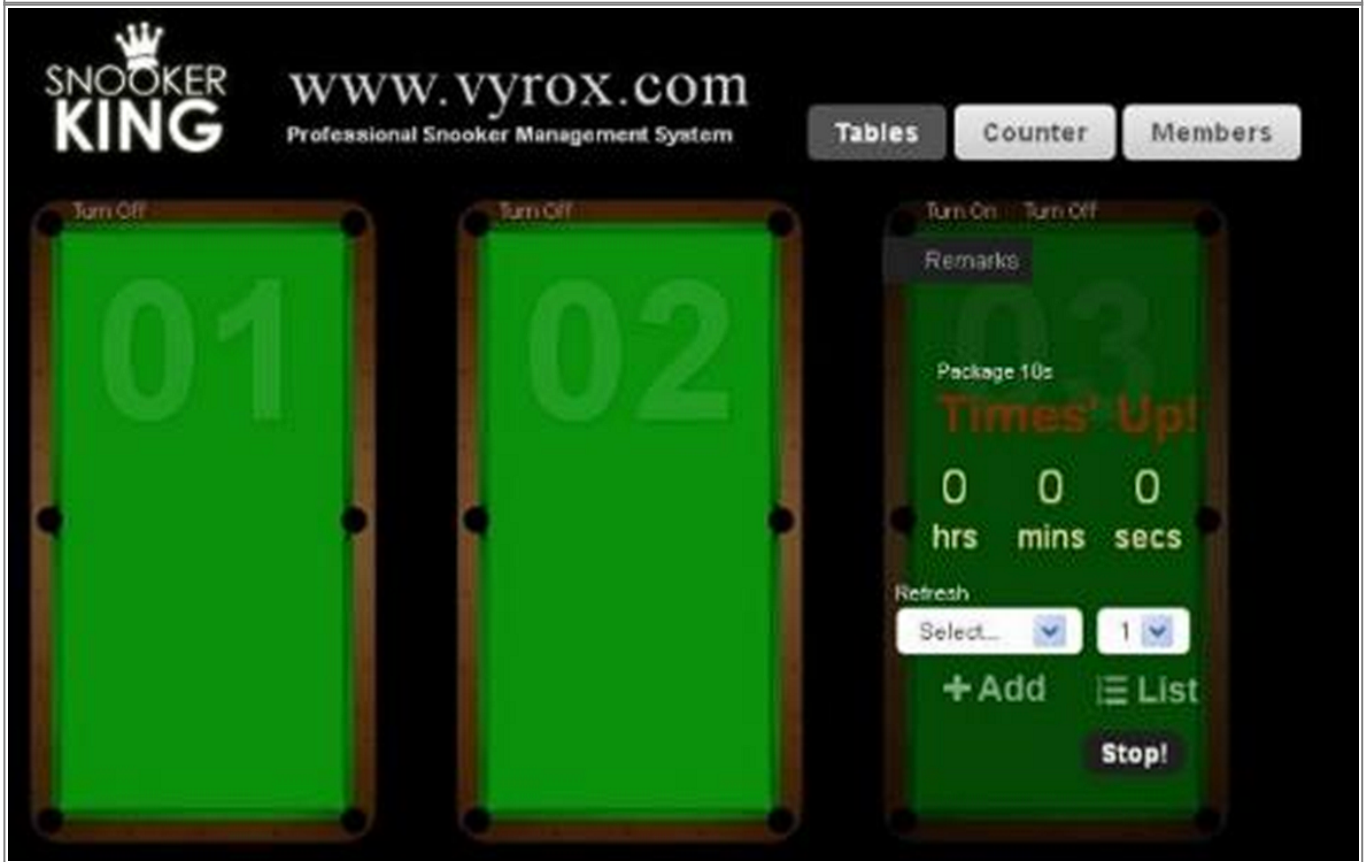 SNOOKER
KING
www.vyrox.com
Professional Snooker Management System
Tables
Counter
Members
Turn Off
01
Turn Off
02
Turn On
Turn Off
Remarks
03
Package 10s
Times' Up!
0
0
0
hrs
mins
secs
Refresh
Select...
1
+Add
List
Stop!